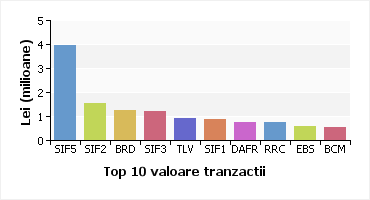 Lei (milioane)
5
4
3
2
1
0
SIF5 SIF2 BRD SIF3 TLV SIF1 DAFR RRC EBS BCM
Top 10 valoare tranzactii